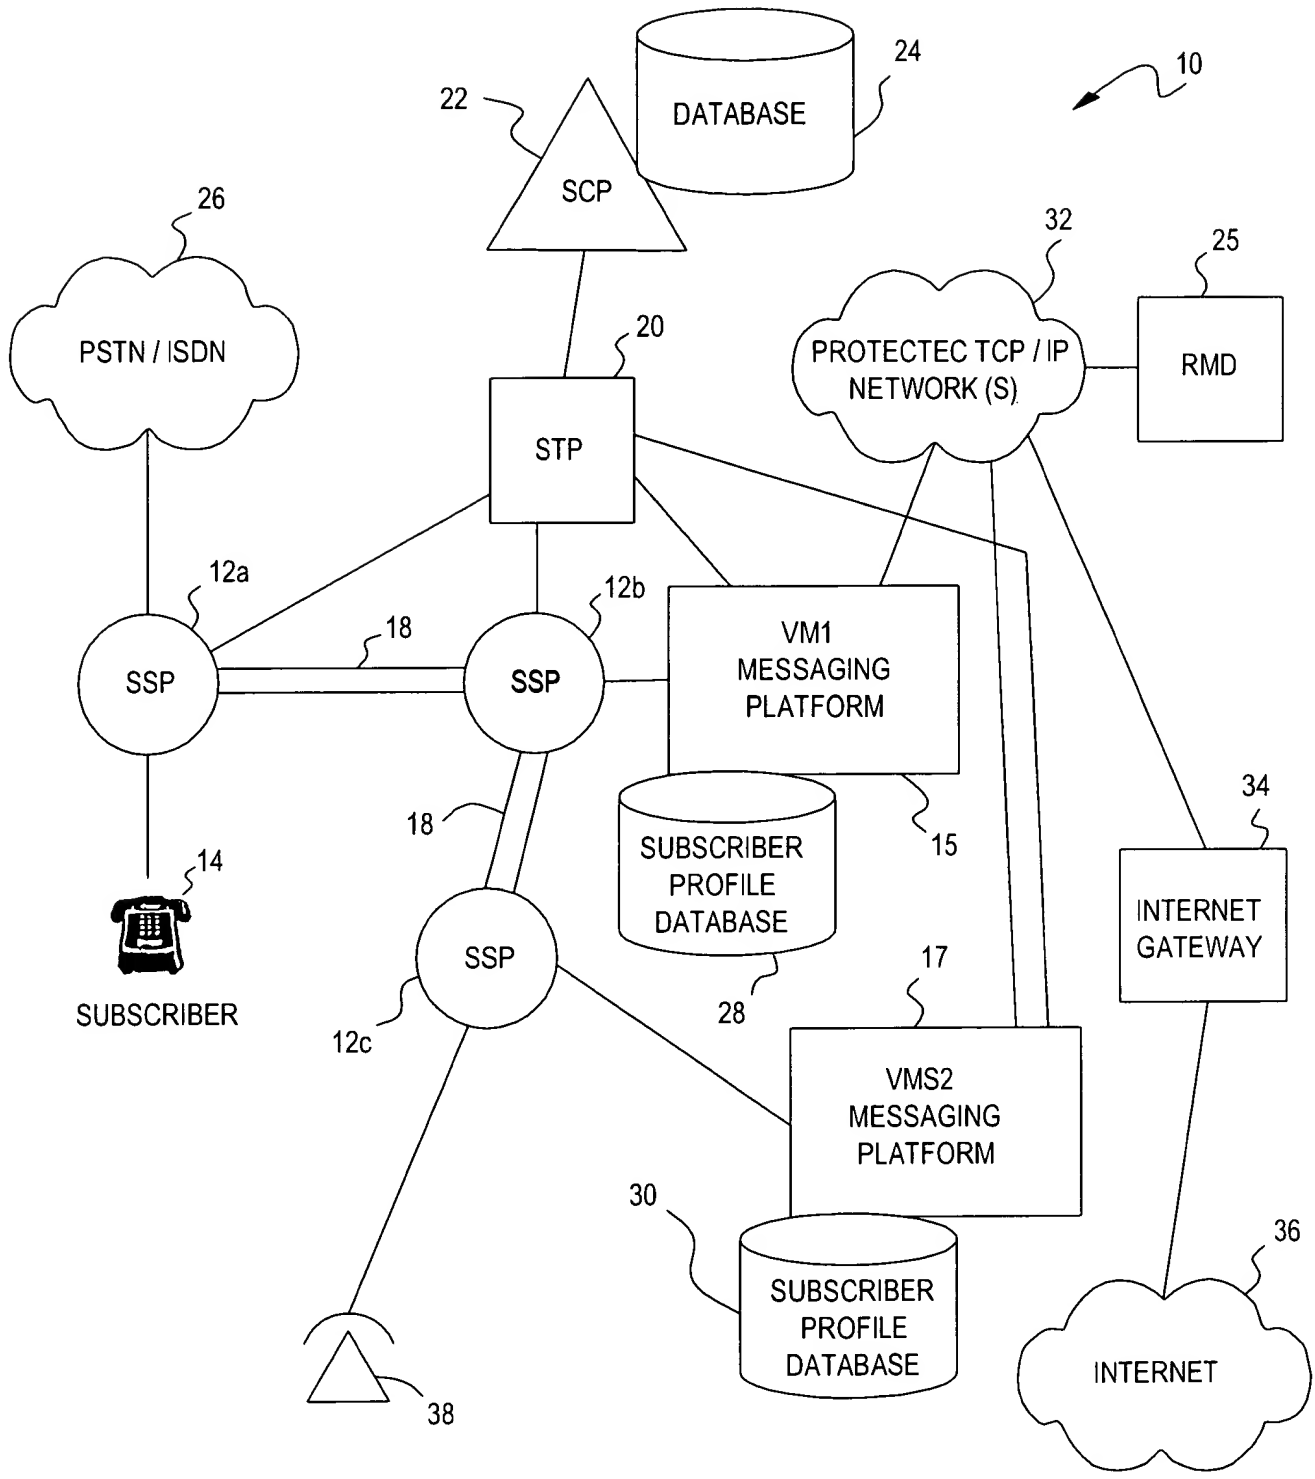 24
10
DATABASE
22
SCP
26
32
25
PSTN / ISDN
20
PROTECTEC TCP / IP
NETWORK (S)
RMD
STP
12a
12b
18
VM1
MESSAGING
PLATFORM
SSP
SSP
34
18
15
SUBSCRIBER
PROFILE
DATABASE
14
INTERNET
GATEWAY
SSP
17
SUBSCRIBER
28
12c
VMS2
MESSAGING
PLATFORM
30
36
SUBSCRIBER
PROFILE
DATABASE
INTERNET
38